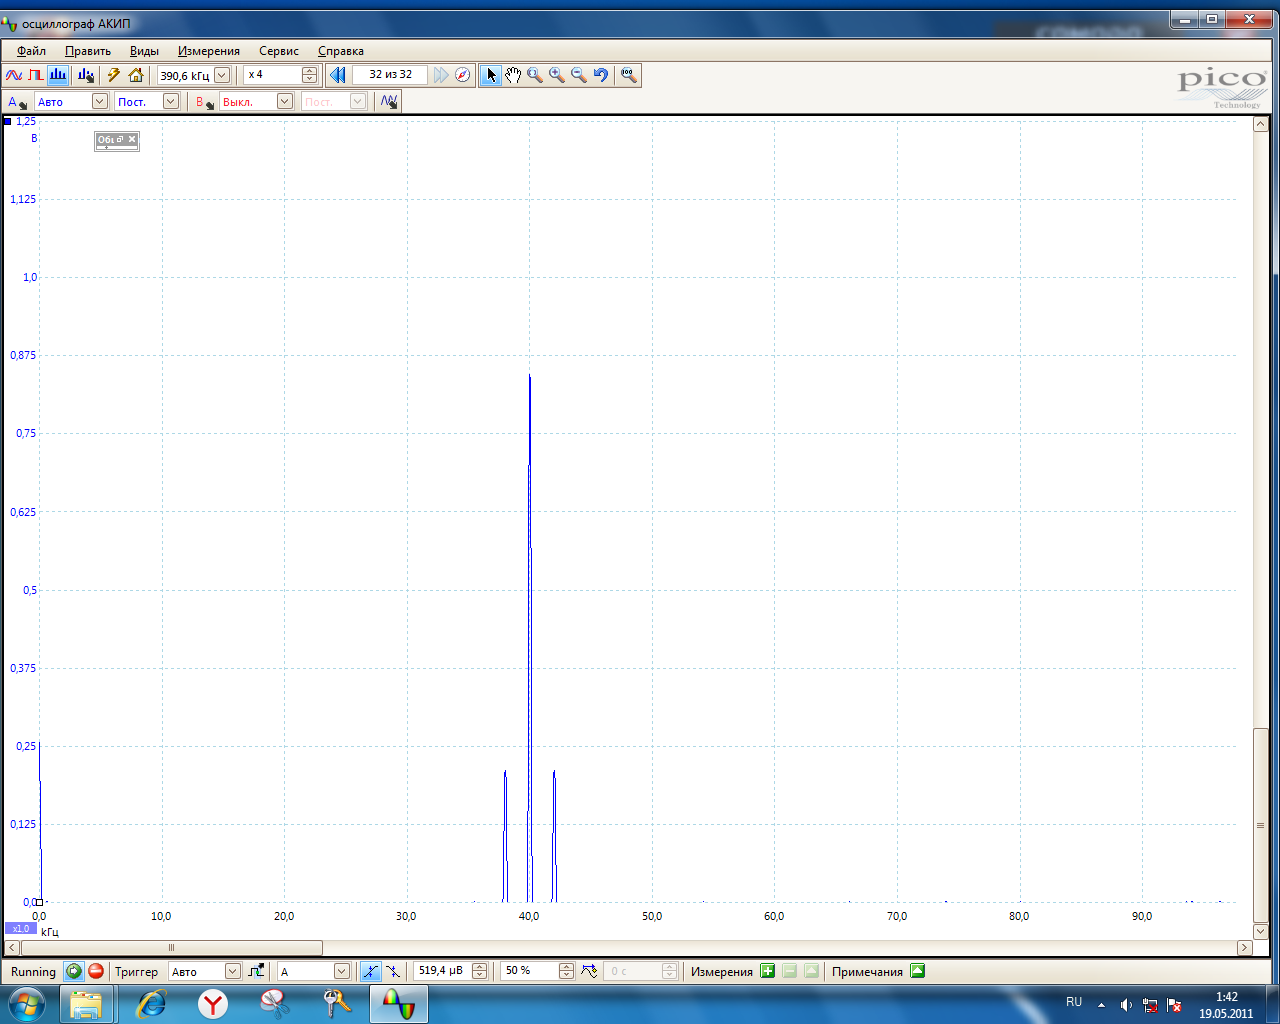 осциллограф АКИП
Файл Править Виды Измерения Сервис Справка
390,6 kГц x 4 32 из 32
pico
Technology
A Авто Пост. B Выкл. Пост.
1,25
В
1,125
1,0
0,875
0,75
0,625
0,5
0,375
0,25
0,125
0,0
0,0 10,0 20,0 30,0 40,0 50,0 60,0 70,0 80,0 90,0
x1,0 kГц
Running Триггер Авто A 519,4 µВ 50 % 0 с Измерения Примечания
RU 1:42
19.05.2011